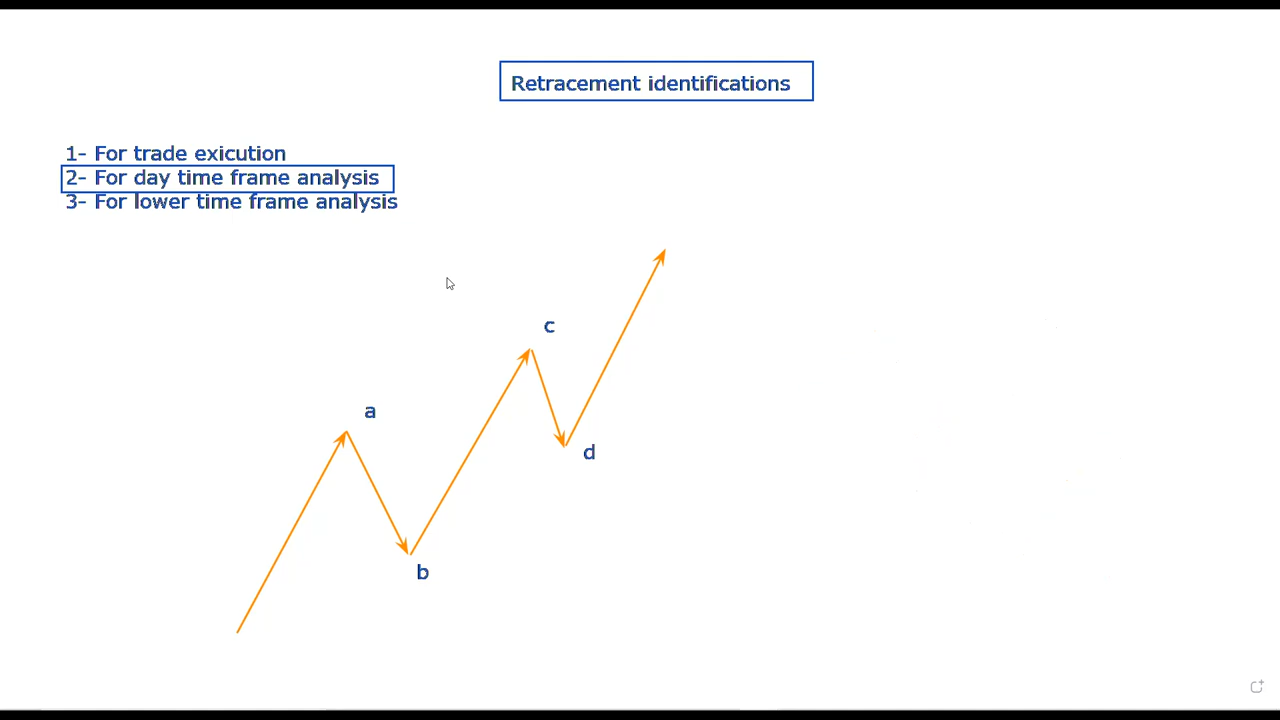 Retracement identifications
1- For trade exicution
2- For day time frame analysis
3- For lower time frame analysis
c
a
d
b